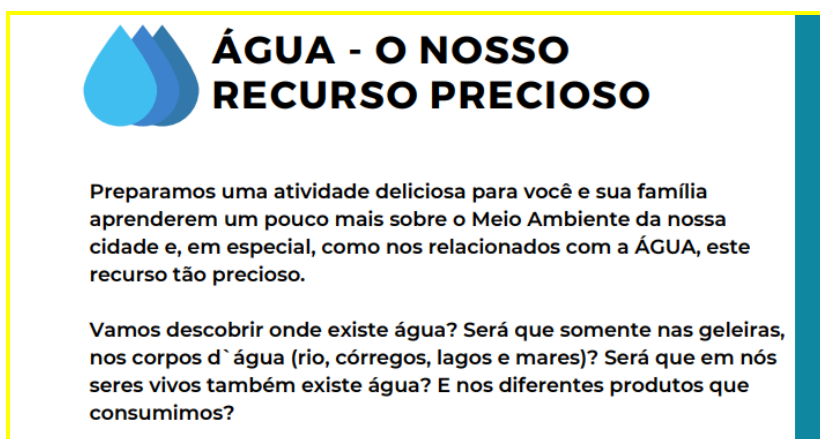 ÁGUA - O NOSSO
RECURSO PRECIOSO
Preparamos uma atividade deliciosa para você e sua família
aprenderem um pouco mais sobre o Meio Ambiente da nossa
cidade e, em especial, como nos relacionados com a ÁGUA, este
recurso tão precioso.
Vamos descobrir onde existe água? Será que somente nas geleiras,
nos corpos d`água (rio, córregos, lagos e mares)? Será que em nós
seres vivos também existe água? E nos diferentes produtos que
consumimos?